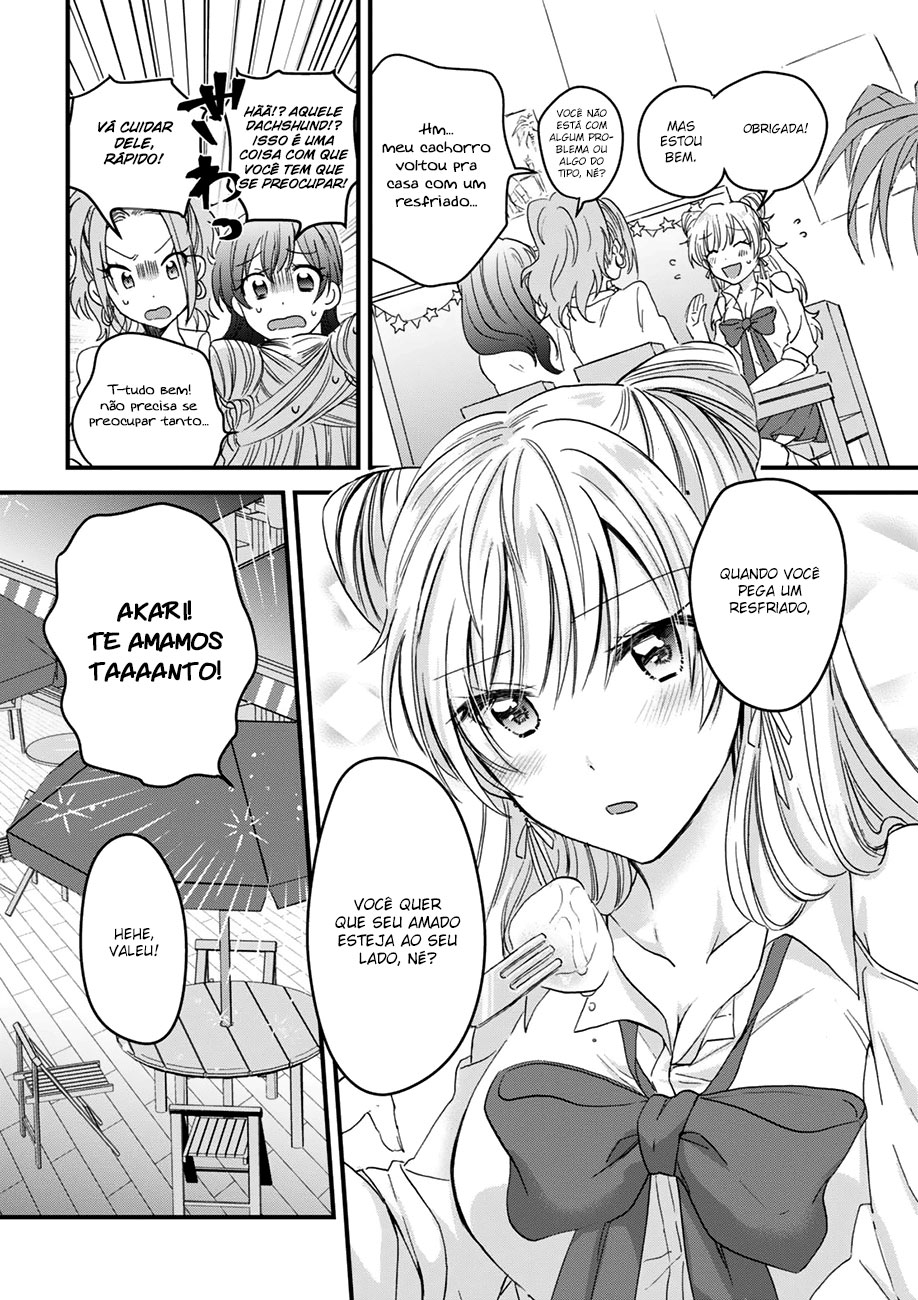 OBRIGADA!
MAS
ESTOU
BEM.
VOCÊ NÃO
ESTÁ COM
ALGUM PRO-
BLEMA OU
ALGO DO
TIPO, NÉ?
Hm...
meu cachorro
voltou pra
casa com um
resfriado...
HÃÃ!? AQUELE
DACHSHUND!?
ISSO É UMA
COISA COM QUE
VOCÊ TEM QUE
SE PREOCUPAR!
VÁ CUIDAR
DELE,
RÁPIDO!
T-tudo bem!
não precisa se
preocupar tanto...
QUANDO VOCÊ
PEGA UM
RESFRIADO,
VOCÊ QUER
QUE SEU AMADO
ESTEJA AO SEU
LADO, NÉ?
AKARI!
TE AMAMOS
TAAAANTO!
HEHE,
VALEU!